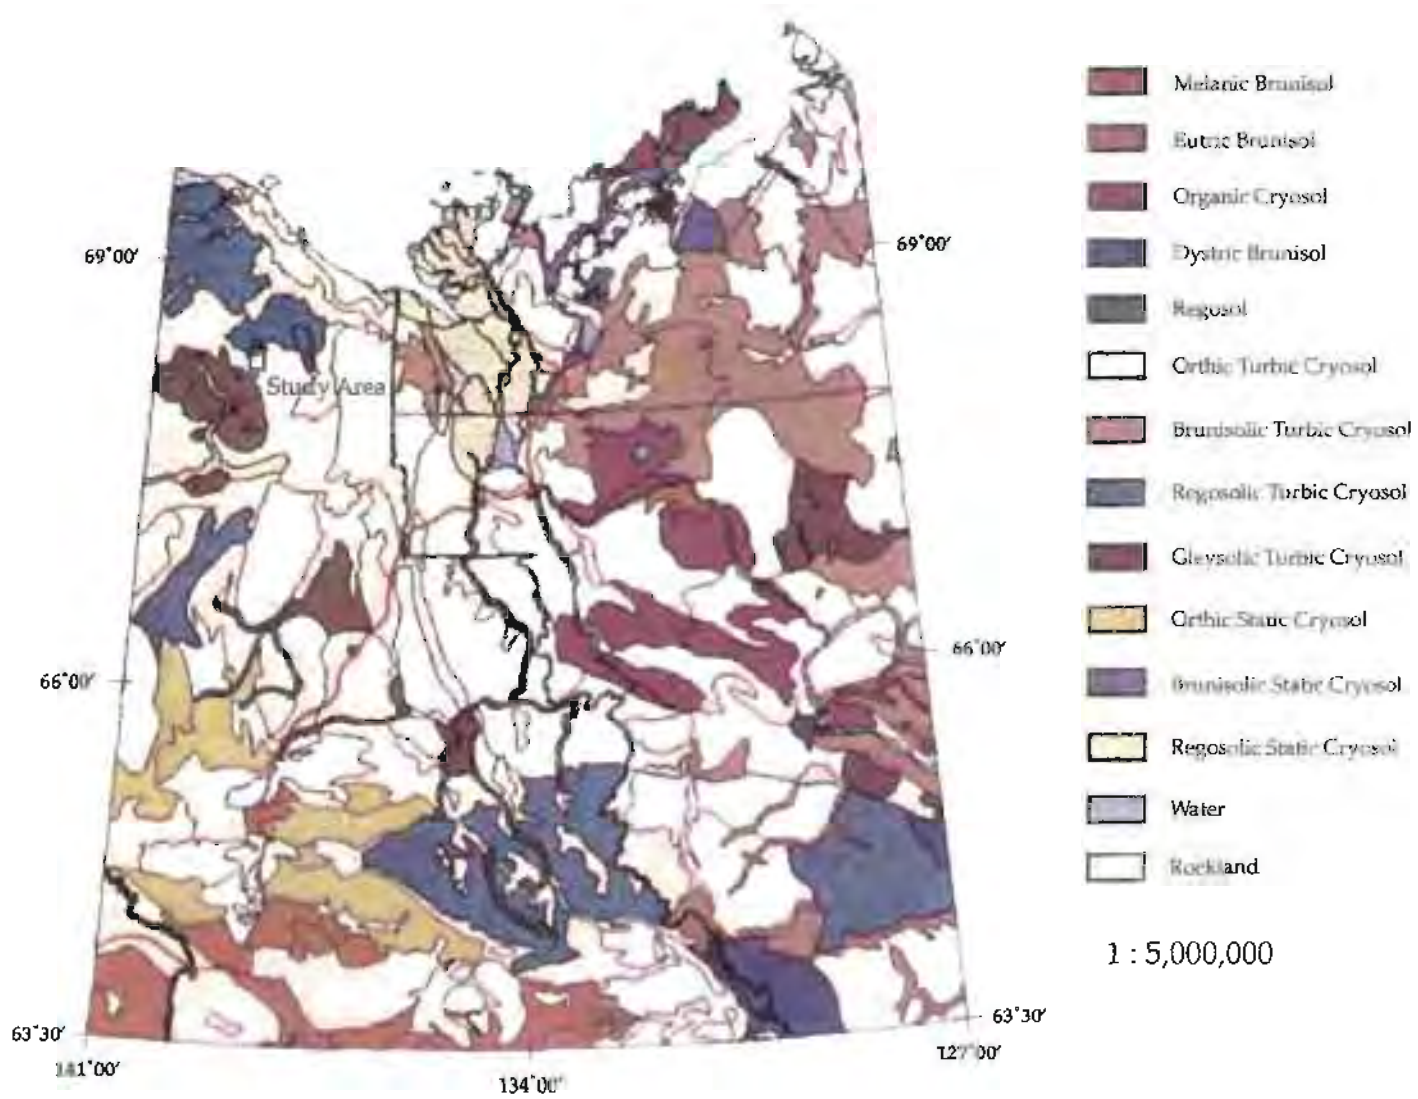 Melanic Brunisol
Eutric Brunisol
Organic Cryosol
Dystric Brunisol
Regosol
Orthic Turbic Cryosol
Brunisolic Turbic Cryosol
Regosolic Turbic Cryosol
Gleysolic Turbic Cryosol
Orthic Static Cryosol
Brunisolic Static Cryosol
Regosolic Static Cryosol
Water
Rockland
1 : 5,000,000
69°00'
69°00'
Study Area
66°00'
66°00'
63°30'
63°30'
141°00'
134°00'
127°00'